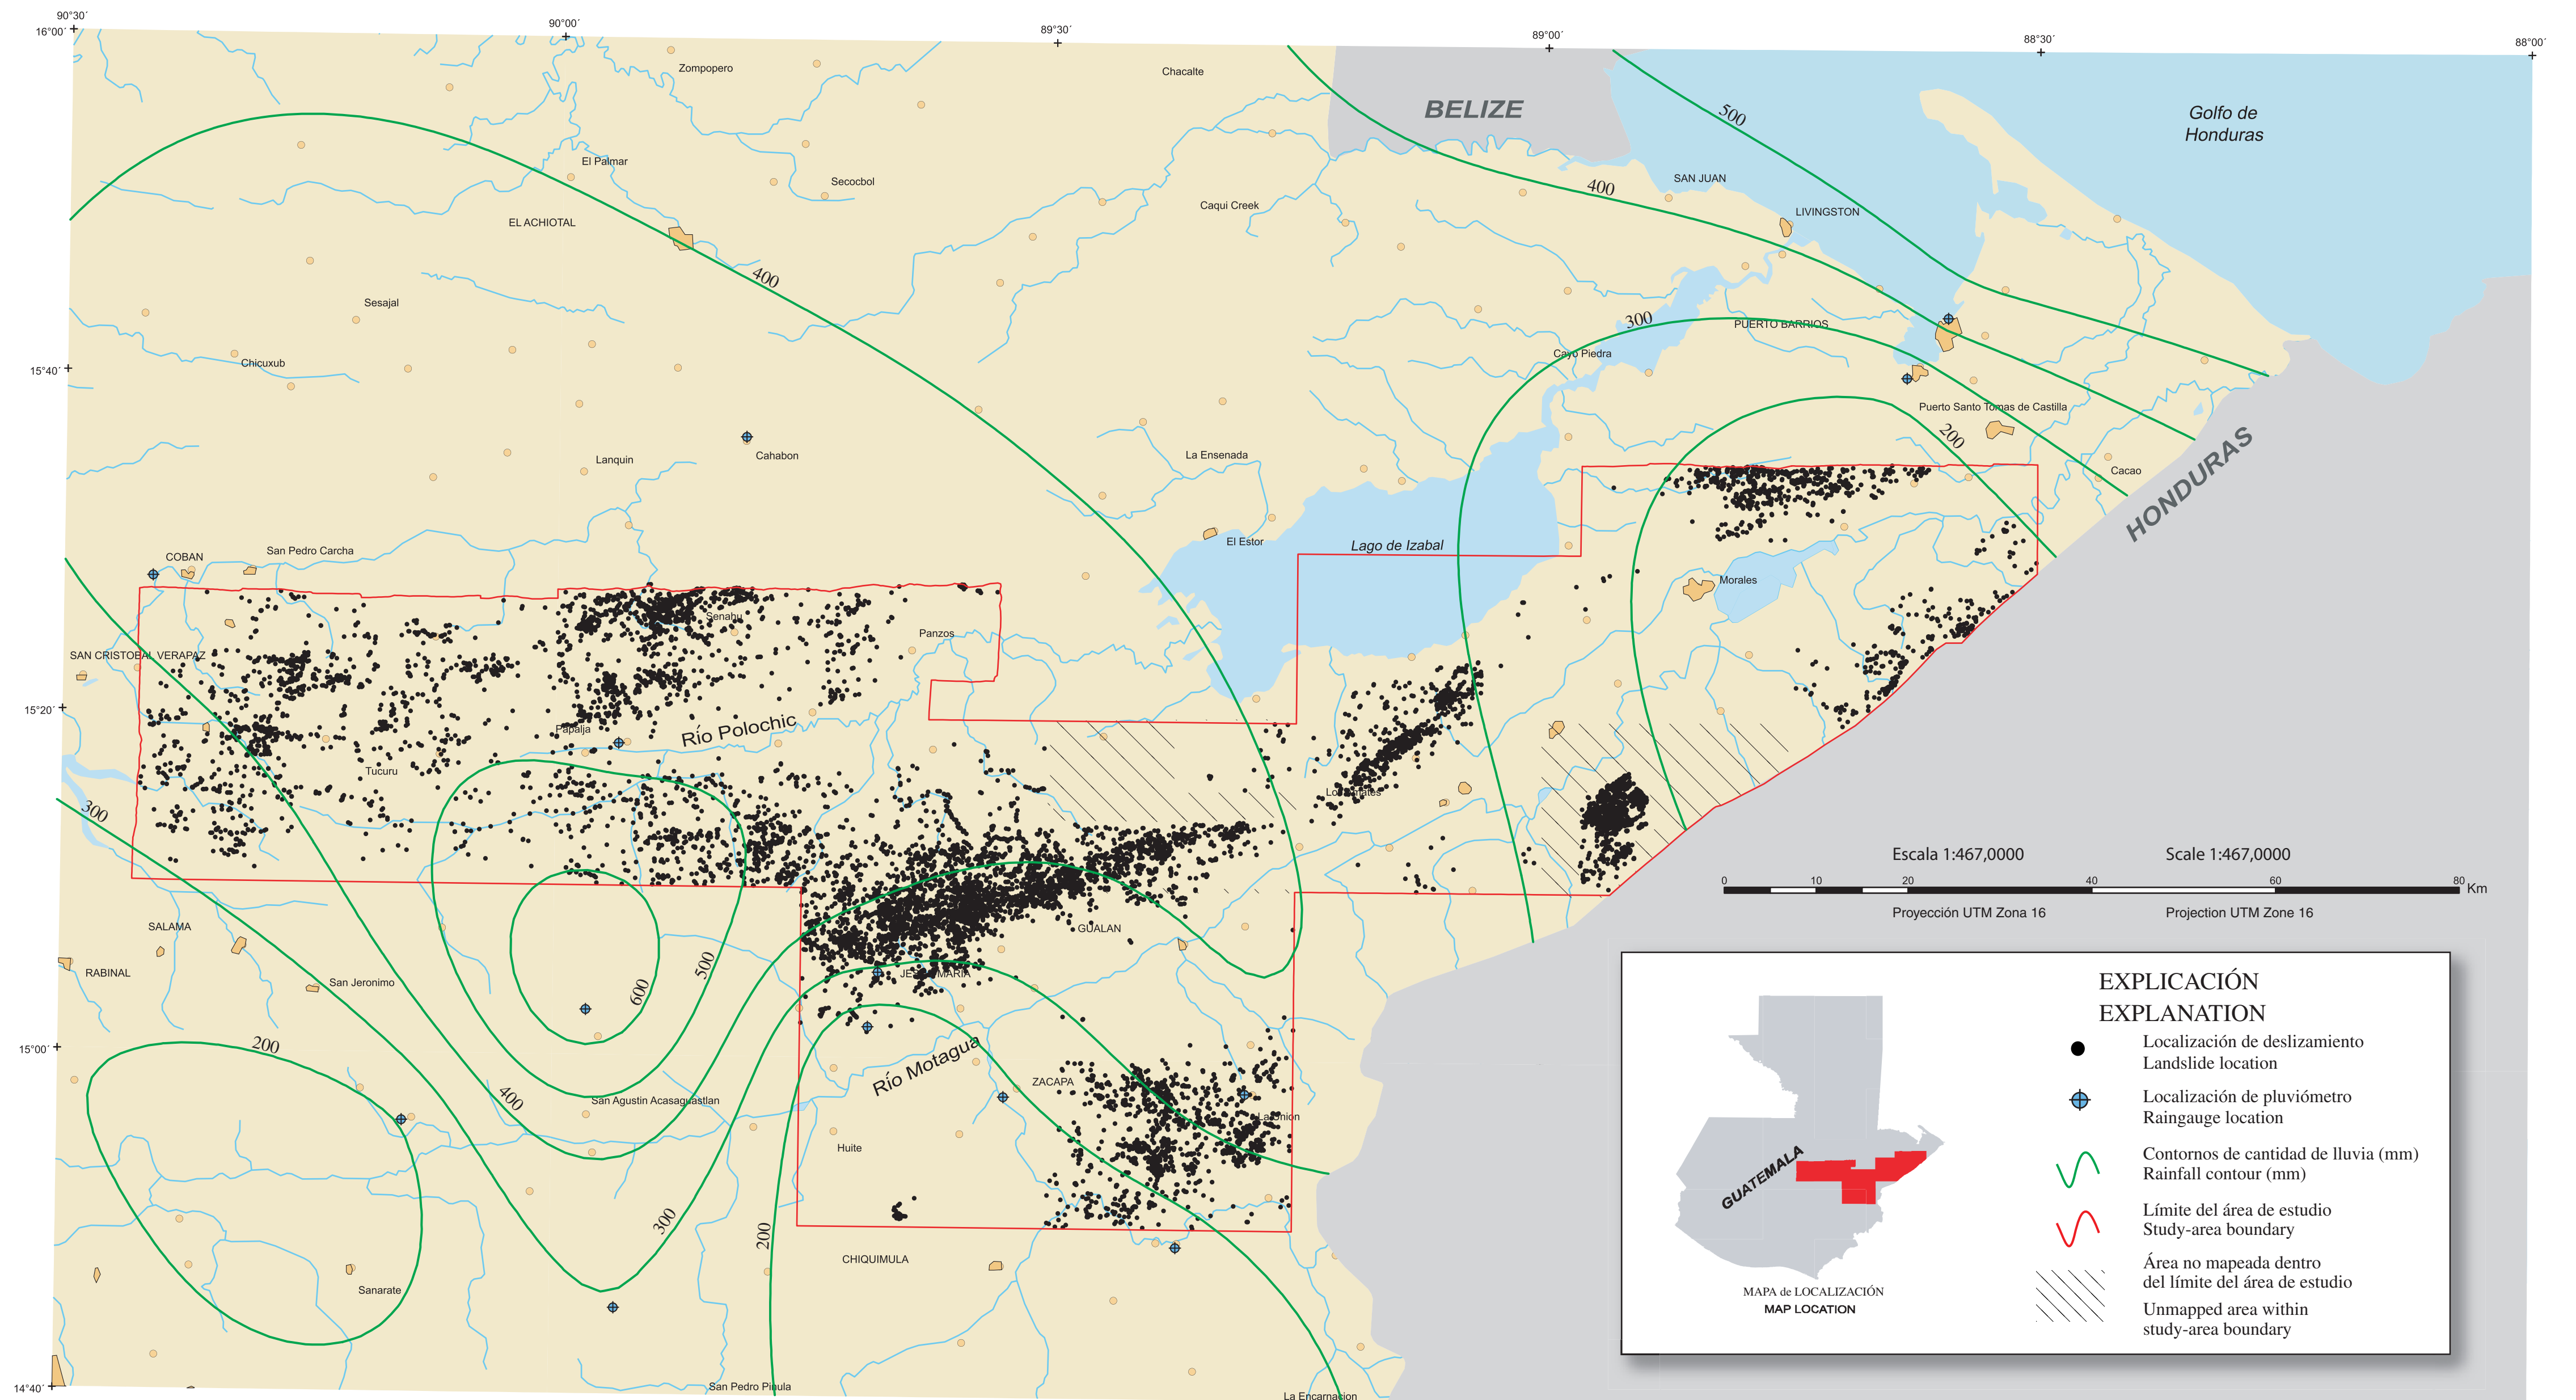 90°30´
90°00´
89°30´
89°00´
88°30´
88°00´
16°00´
Zompopero
Chacalte
BELIZE
500
Golfo de
Honduras
El Palmar
Secocbol
400
SAN JUAN
Caqui Creek
LIVINGSTON
EL ACHIOTAL
400
Sesajal
300
PUERTO BARRIOS
Cayo Piedra
15°40´
Chicuxub
Puerto Santo Tomas de Castilla
200
Cahabon
Lanquin
La Ensenada
Cacao
HONDURAS
El Estor
Lago de Izabal
COBAN
San Pedro Carcha
Morales
Senahu
Panzos
SAN CRISTOBAL VERAPAZ
15°20´
Papalja
Río Polochic
Tucuru
Los Amates
300
Escala 1:467,0000
Scale 1:467,0000
0 10 20 40 60 80 Km
Proyección UTM Zona 16
Projection UTM Zone 16
SALAMA
GUALAN
RABINAL
San Jeronimo
JESUS MARIA
500
600
15°00´
200
Río Motagua
ZACAPA
400
San Agustin Acasaguastlan
La Union
Huite
300
200
CHIQUIMULA
Sanarate
14°40´
San Pedro Pinula
La Encarnacion
EXPLICACIÓN
EXPLANATION
Localización de deslizamiento
Landslide location
Localización de pluviómetro
Raingauge location
Contornos de cantidad de lluvia (mm)
Rainfall contour (mm)
Límite del área de estudio
Study-area boundary
Área no mapeada dentro
del límite del área de estudio
Unmapped area within
study-area boundary
GUATEMALA
MAPA de LOCALIZACIÓN
MAP LOCATION